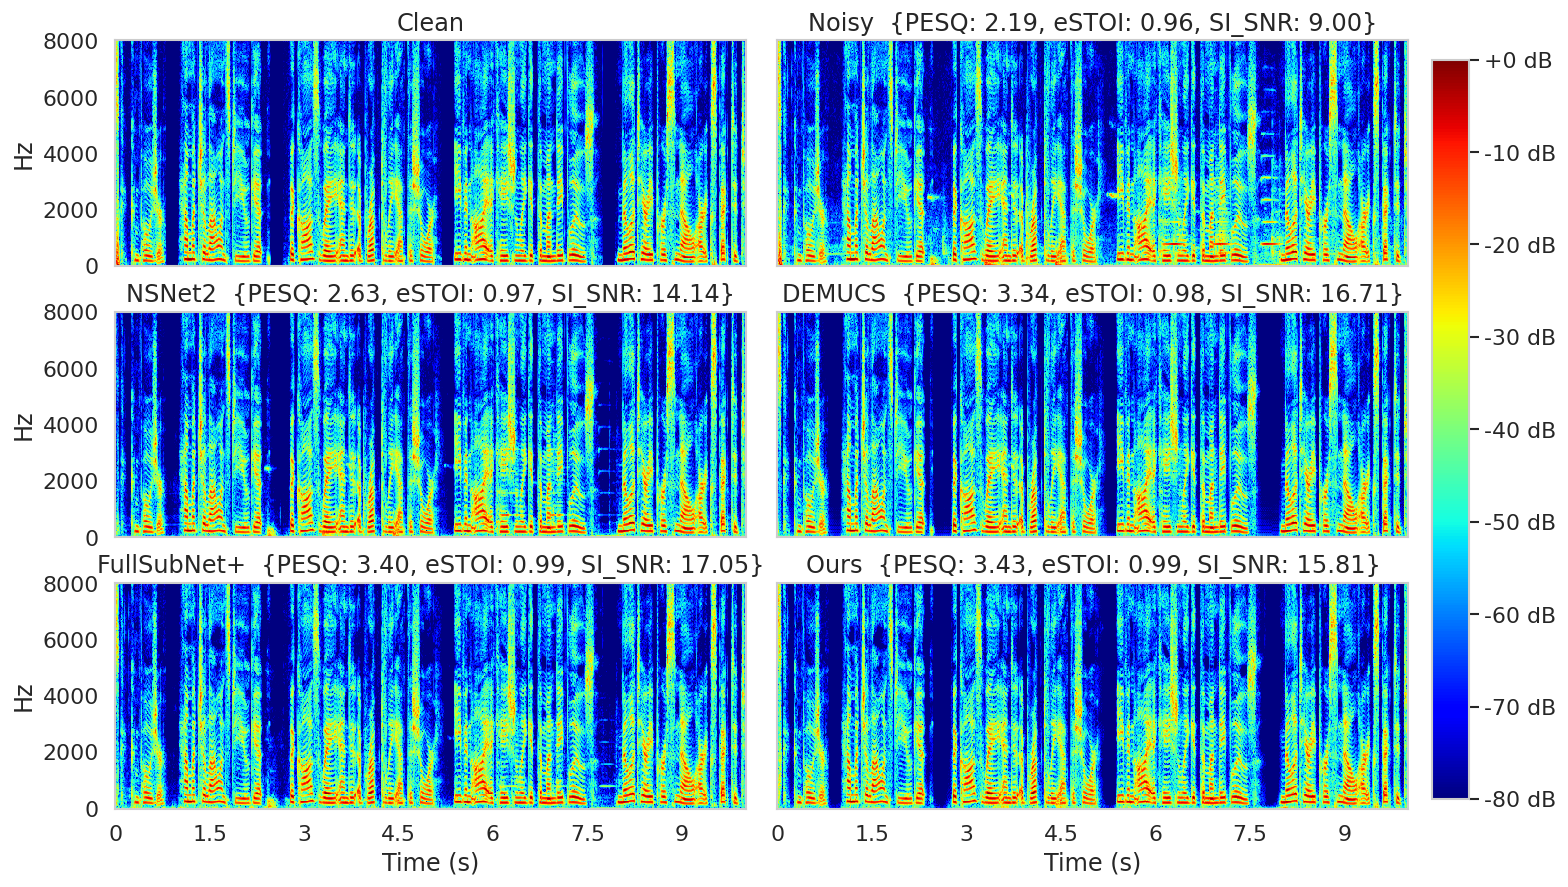 Clean
Noisy {PESQ: 2.19, eSTOI: 0.96, SI_SNR: 9.00}
8000
6000
4000
2000
0
Hz
NSNet2 {PESQ: 2.63, eSTOI: 0.97, SI_SNR: 14.14}
DEMUCS {PESQ: 3.34, eSTOI: 0.98, SI_SNR: 16.71}
8000
6000
4000
2000
0
Hz
FullSubNet+ {PESQ: 3.40, eSTOI: 0.99, SI_SNR: 17.05}
Ours {PESQ: 3.43, eSTOI: 0.99, SI_SNR: 15.81}
8000
6000
4000
2000
0
Hz
0 1.5 3 4.5 6 7.5 9
Time (s)
0 1.5 3 4.5 6 7.5 9
Time (s)
+0 dB
-10 dB
-20 dB
-30 dB
-40 dB
-50 dB
-60 dB
-70 dB
-80 dB